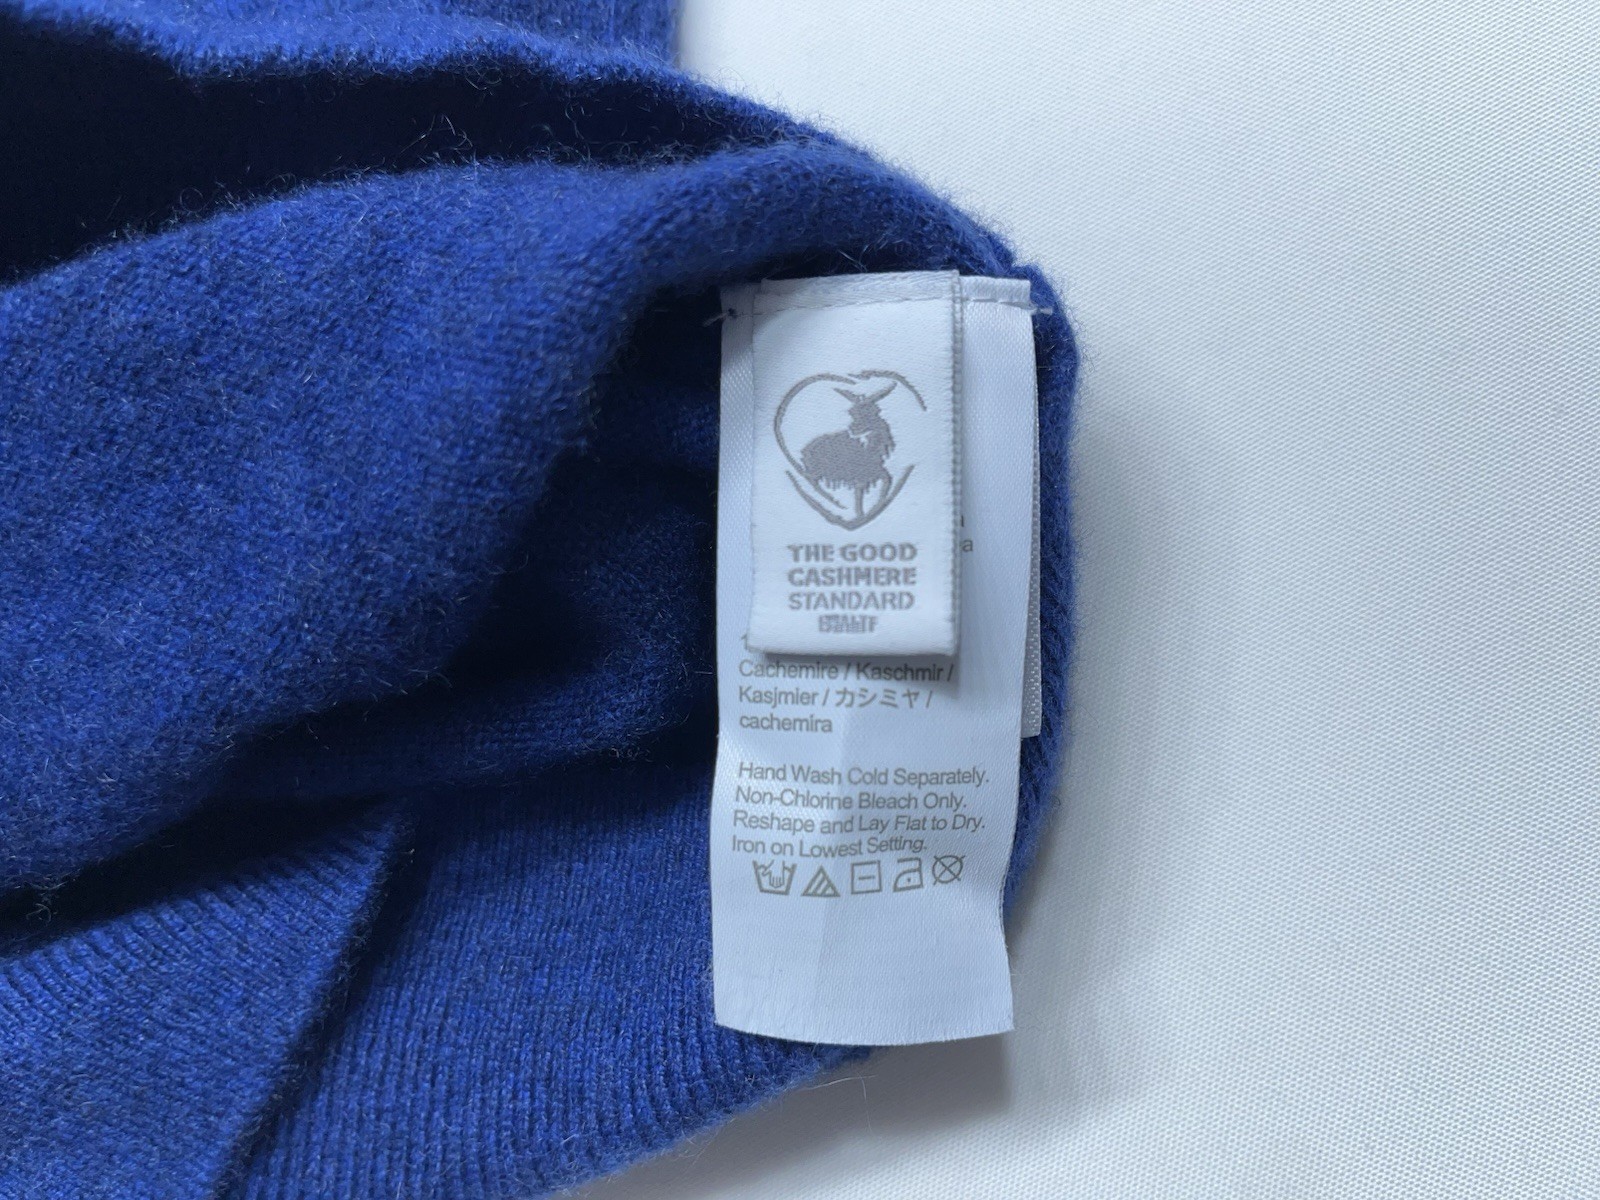 THE GOOD
CASHMERE
STANDARD
Cachemire / Kaschmir /
Kasjmier / カシミヤ /
cachemira
Hand Wash Cold Separately.
Non-Chlorine Bleach Only.
Reshape and Lay Flat to Dry.
Iron on Lowest Setting.